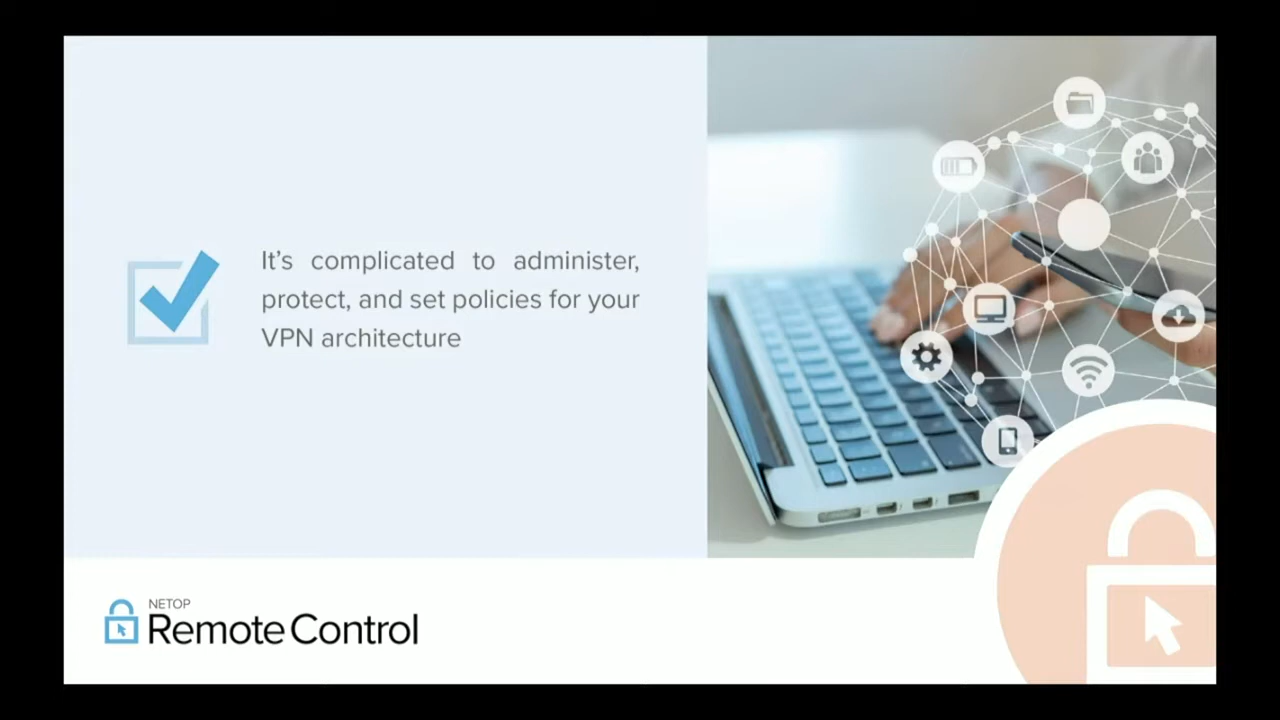 It's complicated to administer,
protect, and set policies for your
VPN architecture
NETOP
Remote Control